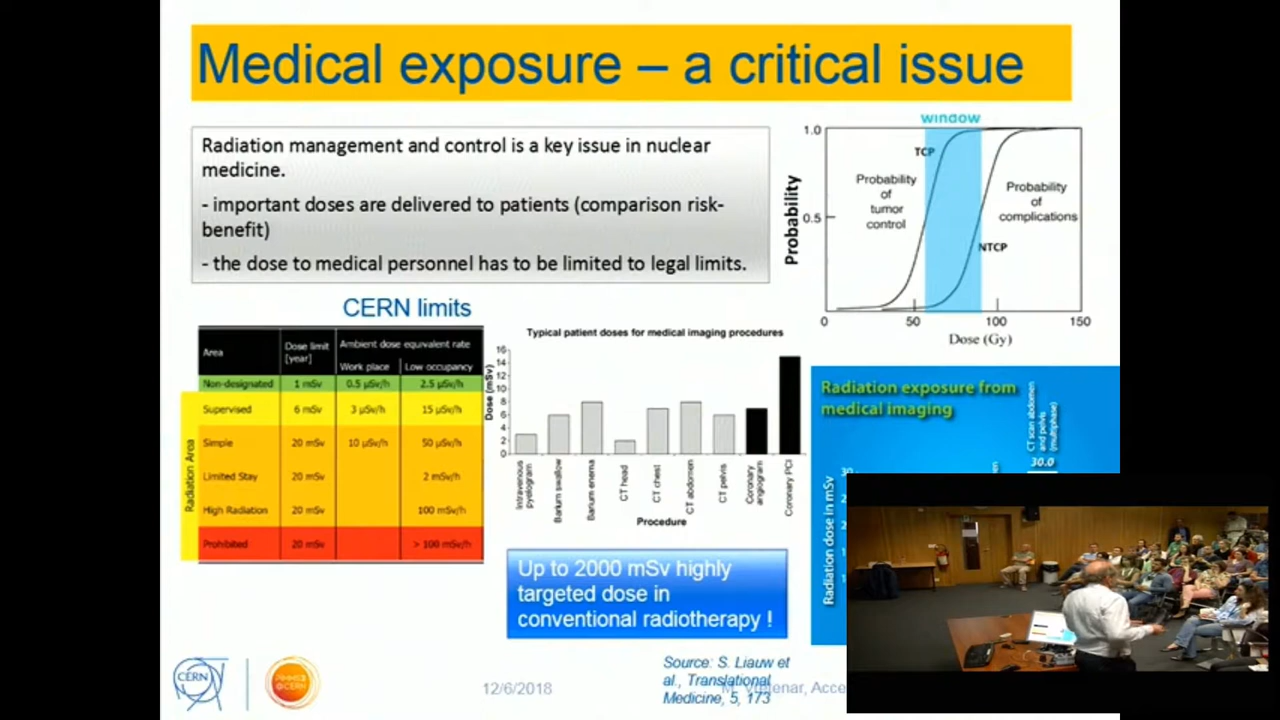 Medical exposure – a critical issue
Radiation management and control is a key issue in nuclear
medicine.
- important doses are delivered to patients (comparison risk-
benefit)
- the dose to medical personnel has to be limited to legal limits.
window
1.0
TCP
Probability
of
tumor
control
Probability
of
complications
0.5
NTCP
Probability
0 50 100 150
Dose (Gy)
CERN limits
Area
Dose limit
[year]
Ambient dose equivalent rate
Work place Low occupancy
Non-designated 1 mSv 0.5 µSv/h 2.5 µSv/h
Supervised 6 mSv 3 µSv/h 15 µSv/h
Simple 20 mSv 10 µSv/h 50 µSv/h
Limited Stay 20 mSv 2 mSv/h
High Radiation 20 mSv 100 mSv/h
Prohibited 20 mSv > 100 mSv/h
Radiation Area
Typical patient doses for medical imaging procedures
Dose (mSv)
16
14
12
10
8
6
4
2
0
Intravenous
pyelogram
Barium swallow
Barium enema
CT head
CT chest
CT abdomen
CT pelvis
Coronary
angiogram
Coronary PCI
Procedure
Up to 2000 mSv highly
targeted dose in
conventional radiotherapy !
Radiation exposure from
medical imaging
CT scan abdomen
and pelvis
(multiphase)
30.0
Radiation dose in mSv
CERN
12/6/2018
M. Vretenar, Acce
Source: S. Liauw et
al., Translational
Medicine, 5, 173